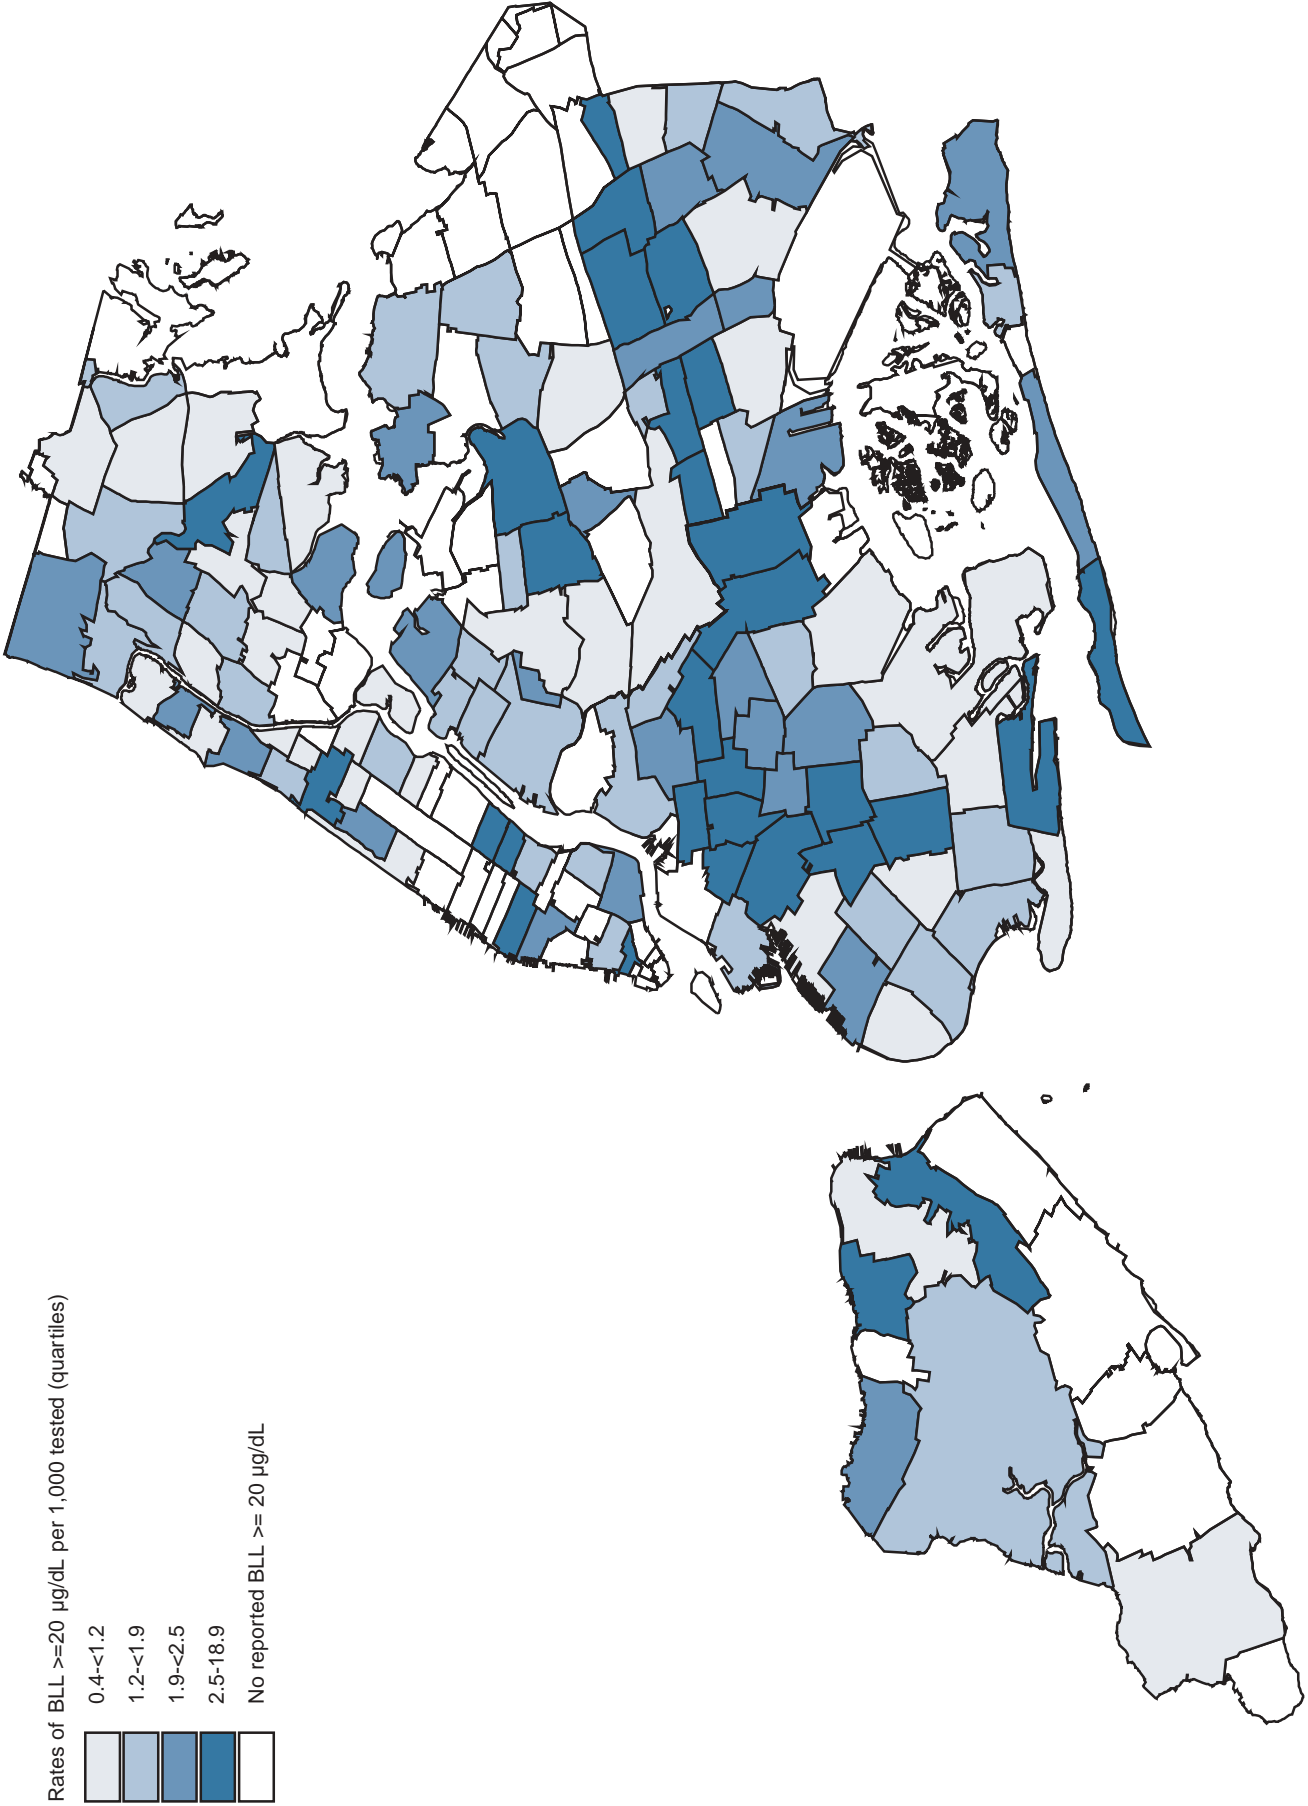 Rates of BLL >=20 µg/dL per 1,000 tested (quartiles)
0.4-<1.2
1.2-<1.9
1.9-<2.5
2.5-18.9
No reported BLL >= 20 µg/dL